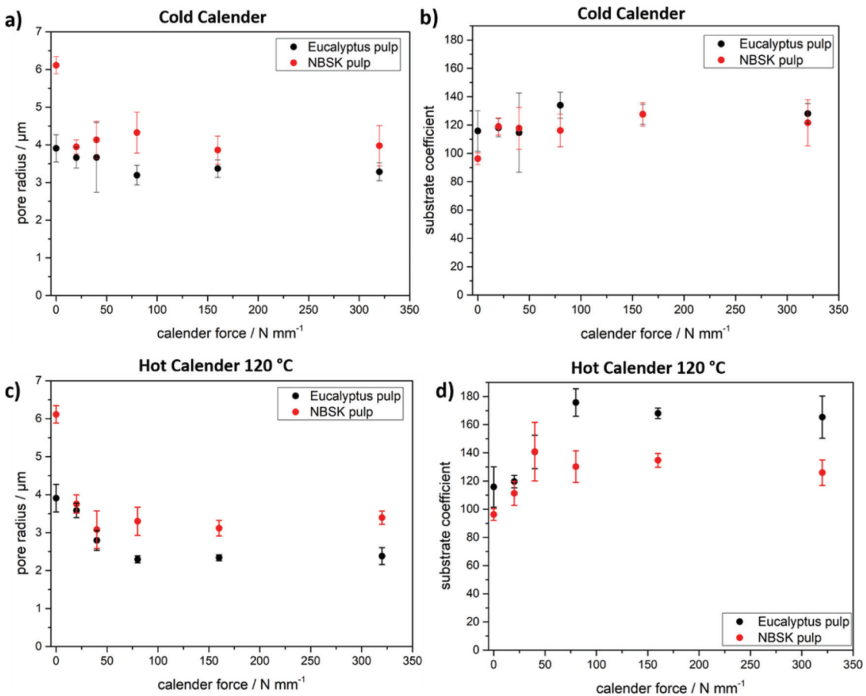 a)
Cold Calender
Eucalyptus pulp
NBSK pulp
7
6
5
4
3
2
1
0
pore radius / µm
0 50 100 150 200 250 300 350
calender force / N mm⁻¹
b)
Cold Calender
Eucalyptus pulp
NBSK pulp
180
160
140
120
100
80
60
40
20
0
substrate coefficient
0 50 100 150 200 250 300 350
calender force / N mm⁻¹
c)
Hot Calender 120 °C
Eucalyptus pulp
NBSK pulp
7
6
5
4
3
2
1
0
pore radius / µm
0 50 100 150 200 250 300 350
calender force / N mm⁻¹
d)
Hot Calender 120 °C
180
160
140
120
100
80
60
40
20
0
substrate coefficient
Eucalyptus pulp
NBSK pulp
0 50 100 150 200 250 300 350
calender force / N mm⁻¹